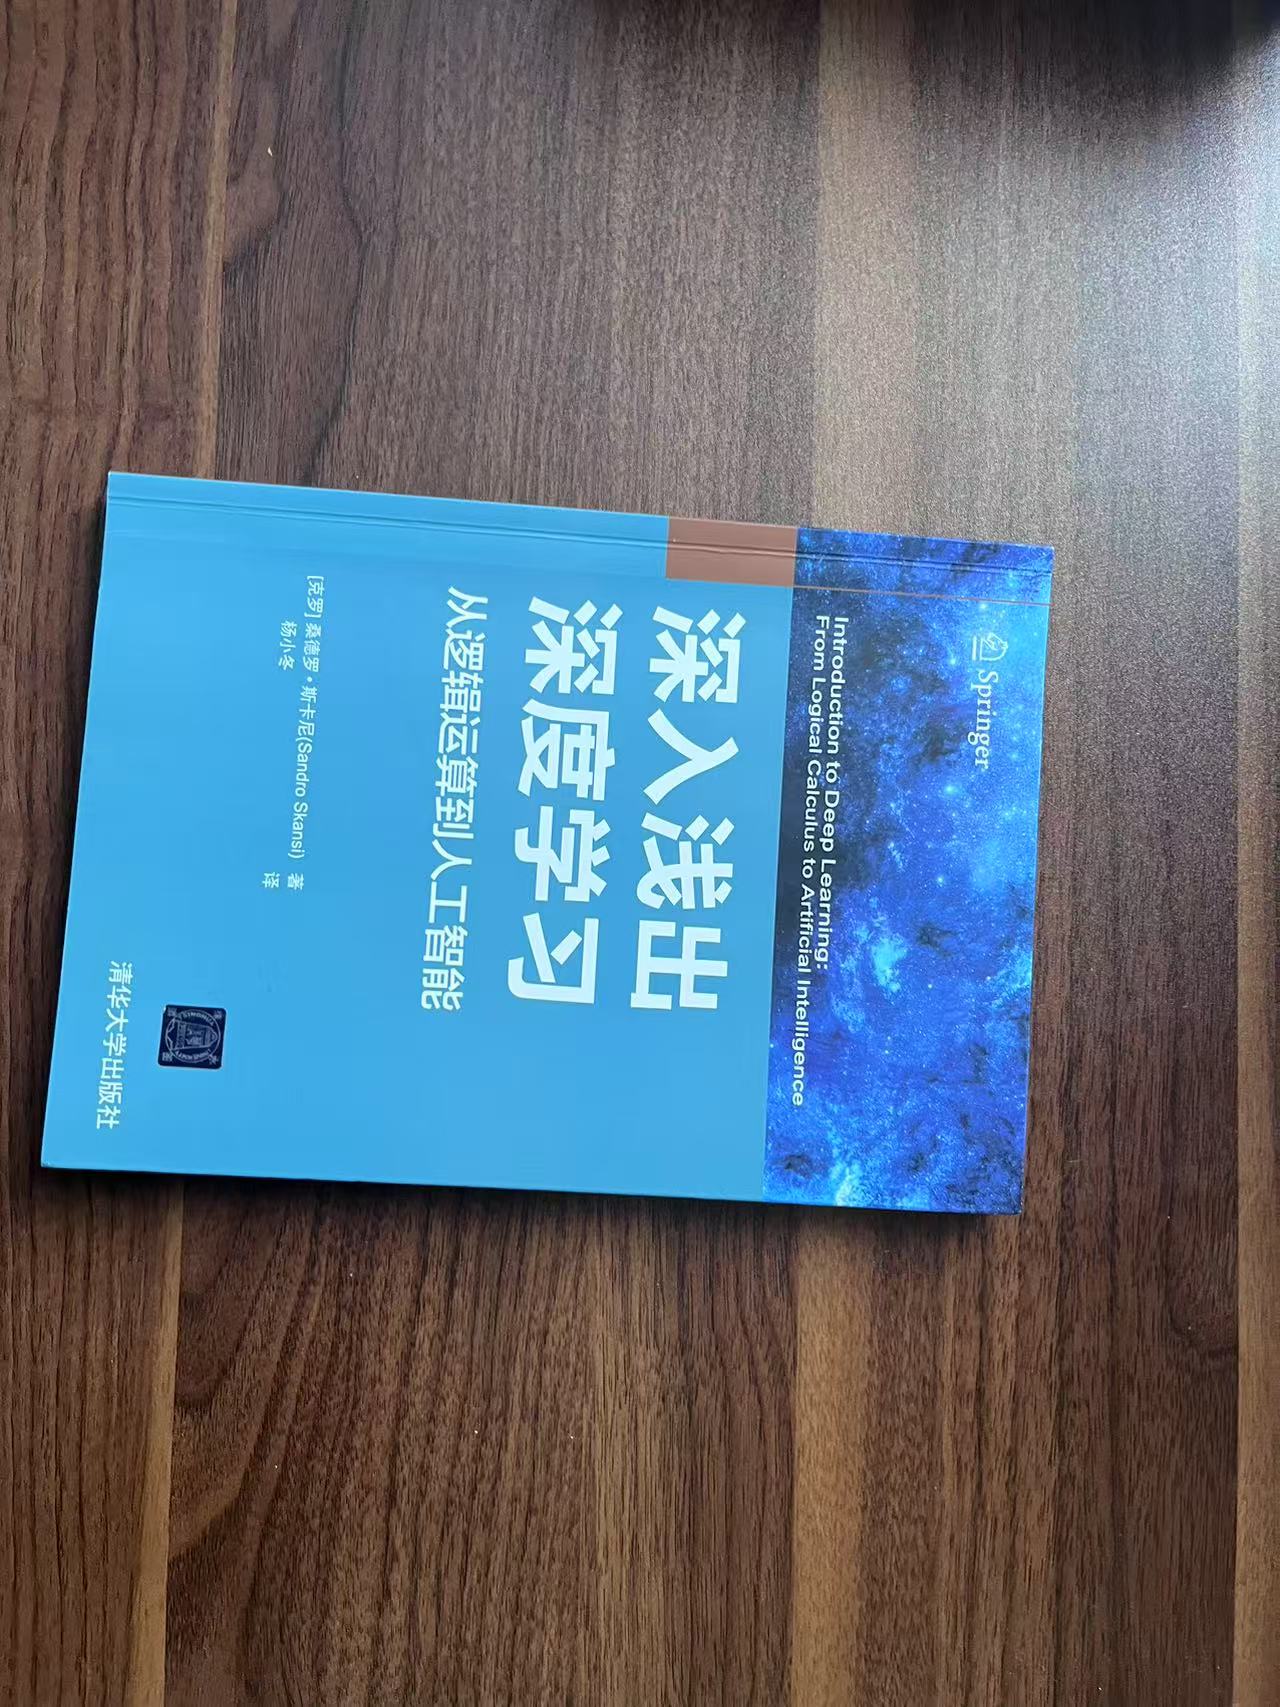 Springer
Introduction to Deep Learning:
From Logical Calculus to Artificial Intelligence
深入浅出
深度学习
从逻辑运算到人工智能
[克罗] 桑德罗·斯卡尼(Sandro Skansi) 著
杨小冬 译
清华大学出版社